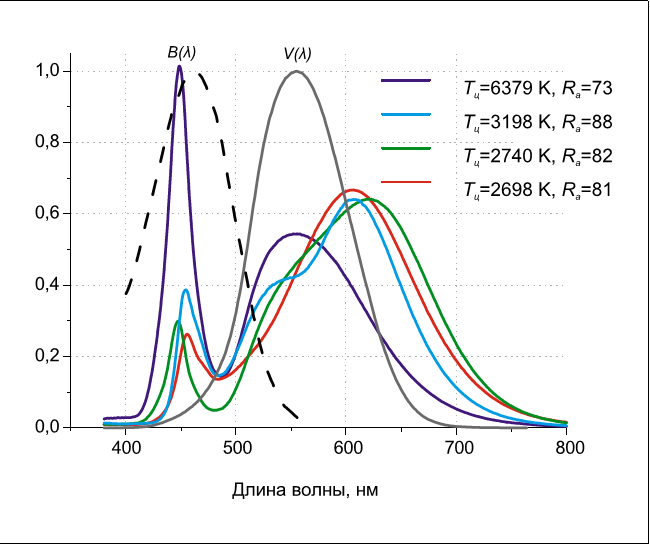 B(λ) V(λ)
1,0
0,8
0,6
0,4
0,2
0,0
Tц=6379 K, Ra=73
Tц=3198 K, Ra=88
Tц=2740 K, Ra=82
Tц=2698 K, Ra=81
400 500 600 700 800
Длина волны, нм